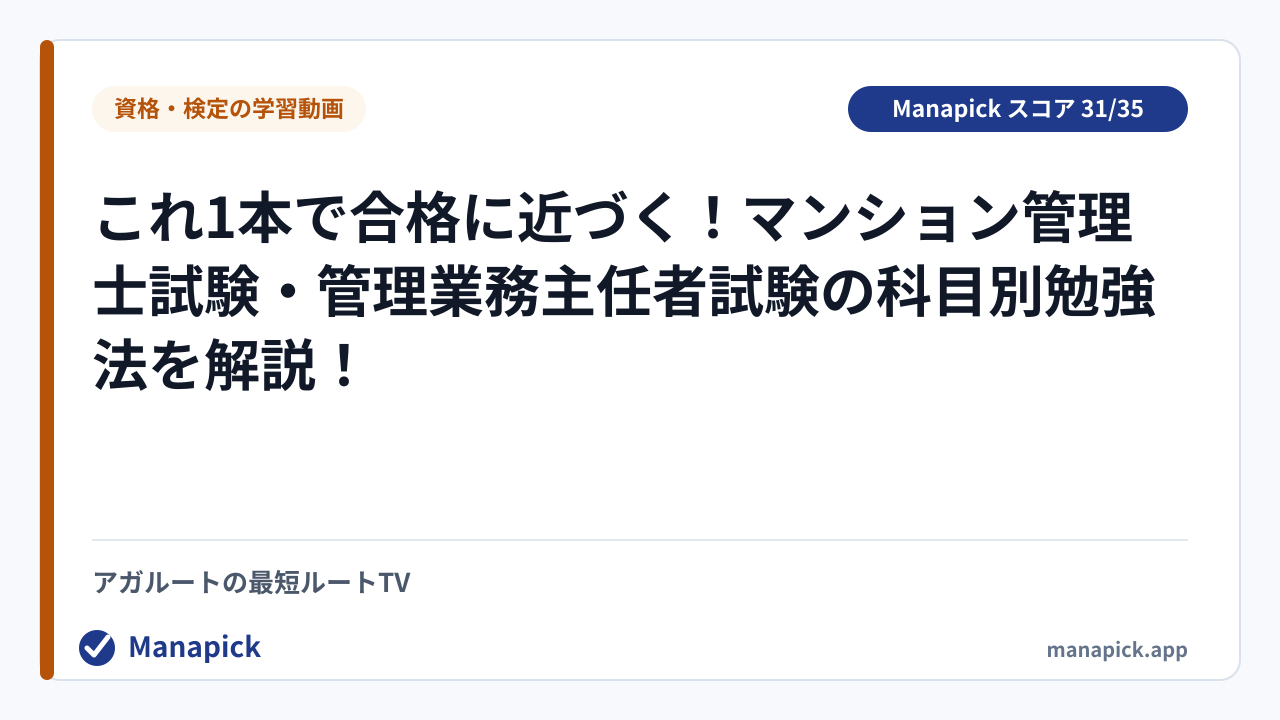 資格・検定の学習動画
Manapick スコア 31/35
これ1本で合格に近づく！マンション管理
士試験・管理業務主任者試験の科目別勉強
法を解説！
アガルートの最短ルートTV
Manapick
manapick.app